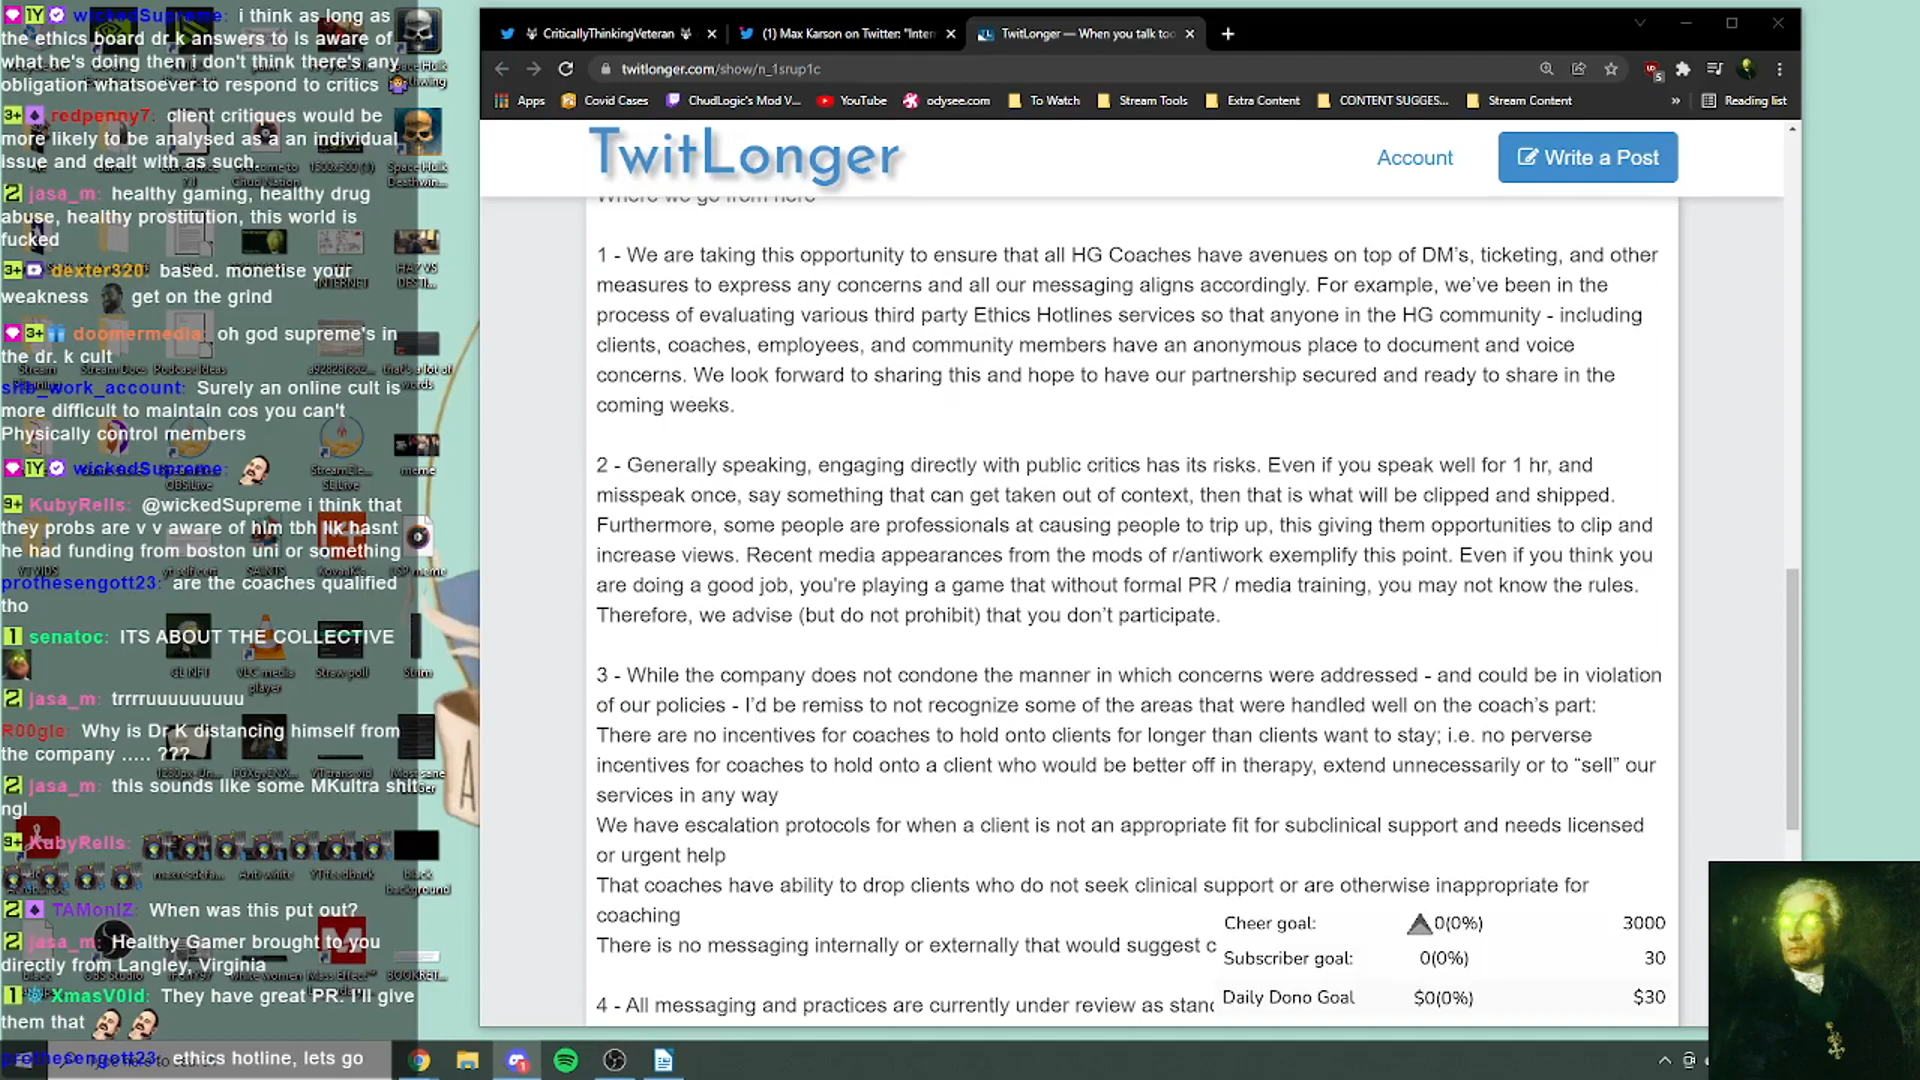 wickedSupreme: i think as long as
the ethics board dr k answers to is aware of
what he's doing then i don't think there's any
obligation whatsoever to respond to critics
redpenny7: client critiques would be
more likely to be analysed as a an individual
issue and dealt with as such.
2 jasa_m: healthy gaming, healthy drug
abuse, healthy prostitution, this world is
fucked
3+ dexter320: based. monetise your
weakness get on the grind
3+ doomermedia: oh god supreme's in
the dr. k cult
Surely an online cult is
more difficult to maintain cos you can't
Physically control members
1Y wickedSupreme:
9+ KubyRells: @wickedSupreme i think that
they probs are v v aware of him tbh lik hasnt
he had funding from boston uni or something
prothesengott23: are the coaches qualified
tho
1 senatoc: ITS ABOUT THE COLLECTIVE
2 jasa_m: trrrruuuuuuuuuu
R00gle: Why is Dr K distancing himself from
the company ..... ???
2 jasa_m: this sounds like some MKultra shit
ngl
9+ KubyRells:
2 TAMoniZ: When was this put out?
2 jasa_m: Healthy Gamer brought to you
directly from Langley, Virginia
1 XmasV0ld: They have great PR. I'll give
them that
prothesengott23: ethics hotline, lets go
CriticallyThinkingVeteran
(1) Max Karson on Twitter: "Inter
TwitLonger — When you talk too
twitlonger.com/show/n_1srup1c
Apps
Covid Cases
ChudLogic's Mod V...
YouTube
odysee.com
To Watch
Stream Tools
Extra Content
CONTENT SUGGES...
Stream Content
»
Reading list
TwitLonger
Account
Write a Post
Where we go from here
1 - We are taking this opportunity to ensure that all HG Coaches have avenues on top of DM's, ticketing, and other
measures to express any concerns and all our messaging aligns accordingly. For example, we've been in the
process of evaluating various third party Ethics Hotlines services so that anyone in the HG community - including
clients, coaches, employees, and community members have an anonymous place to document and voice
concerns. We look forward to sharing this and hope to have our partnership secured and ready to share in the
coming weeks.
2 - Generally speaking, engaging directly with public critics has its risks. Even if you speak well for 1 hr, and
misspeak once, say something that can get taken out of context, then that is what will be clipped and shipped.
Furthermore, some people are professionals at causing people to trip up, this giving them opportunities to clip and
increase views. Recent media appearances from the mods of r/antiwork exemplify this point. Even if you think you
are doing a good job, you're playing a game that without formal PR / media training, you may not know the rules.
Therefore, we advise (but do not prohibit) that you don't participate.
3 - While the company does not condone the manner in which concerns were addressed - and could be in violation
of our policies - I'd be remiss to not recognize some of the areas that were handled well on the coach's part:
There are no incentives for coaches to hold onto clients for longer than clients want to stay; i.e. no perverse
incentives for coaches to hold onto a client who would be better off in therapy, extend unnecessarily or to “sell” our
services in any way
We have escalation protocols for when a client is not an appropriate fit for subclinical support and needs licensed
or urgent help
That coaches have ability to drop clients who do not seek clinical support or are otherwise inappropriate for
coaching
There is no messaging internally or externally that would suggest c
4 - All messaging and practices are currently under review as stand
Cheer goal: 0(0%) 3000
Subscriber goal: 0(0%) 30
Daily Dono Goal $0(0%) $30